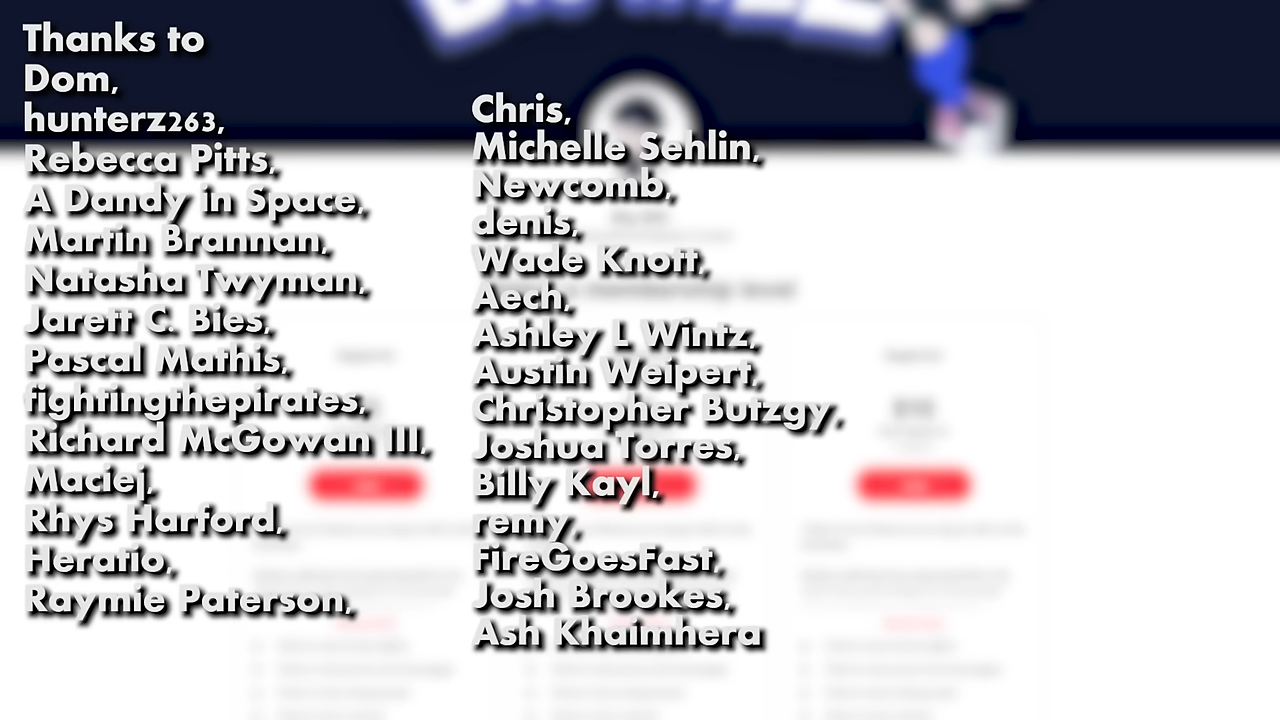 Thanks to
Dom,
hunterz263,
Rebecca Pitts,
A Dandy in Space,
Martin Brannan,
Natasha Twyman,
Jarett C. Bies,
Pascal Mathis,
fightingthepirates,
Richard McGowan III,
Maciej,
Rhys Harford,
Heratio,
Raymie Paterson,
Chris,
Michelle Sehlin,
Newcomb,
denis,
Wade Knott,
Aech,
Ashley L Wintz,
Austin Weipert,
Christopher Butzgy,
Joshua Torres,
Billy Kayl,
remy,
FireGoesFast,
Josh Brookes,
Ash Khaimhera